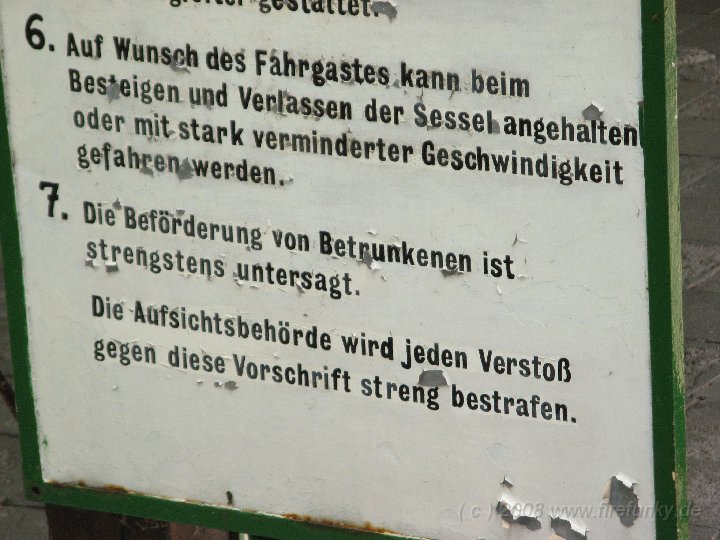 gestattet.
6. Auf Wunsch des Fahrgastes kann beim
Besteigen und Verlassen der Sessel angehalten
oder mit stark verminderter Geschwindigkeit
gefahren werden.
7. Die Beförderung von Betrunkenen ist
strengstens untersagt.
Die Aufsichtsbehörde wird jeden Verstoß
gegen diese Vorschrift streng bestrafen.
(c) 2008 www.firefunky.de